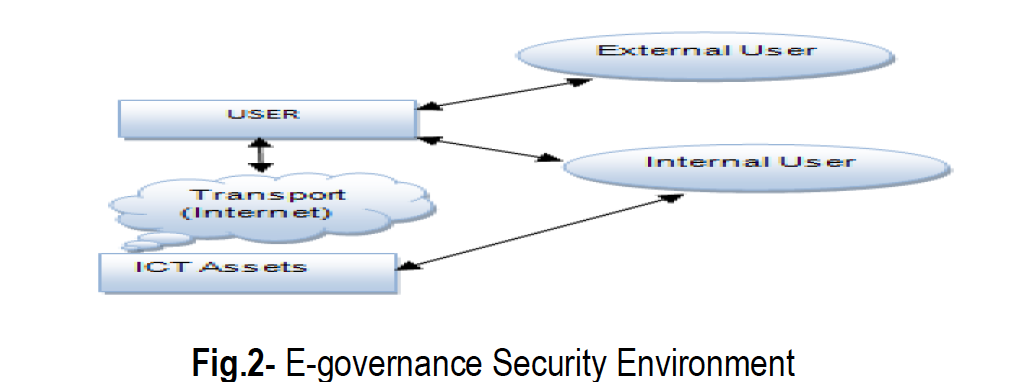 External User
USER
Internal User
Transport
(Internet)
ICT Assets
Fig.2- E-governance Security Environment